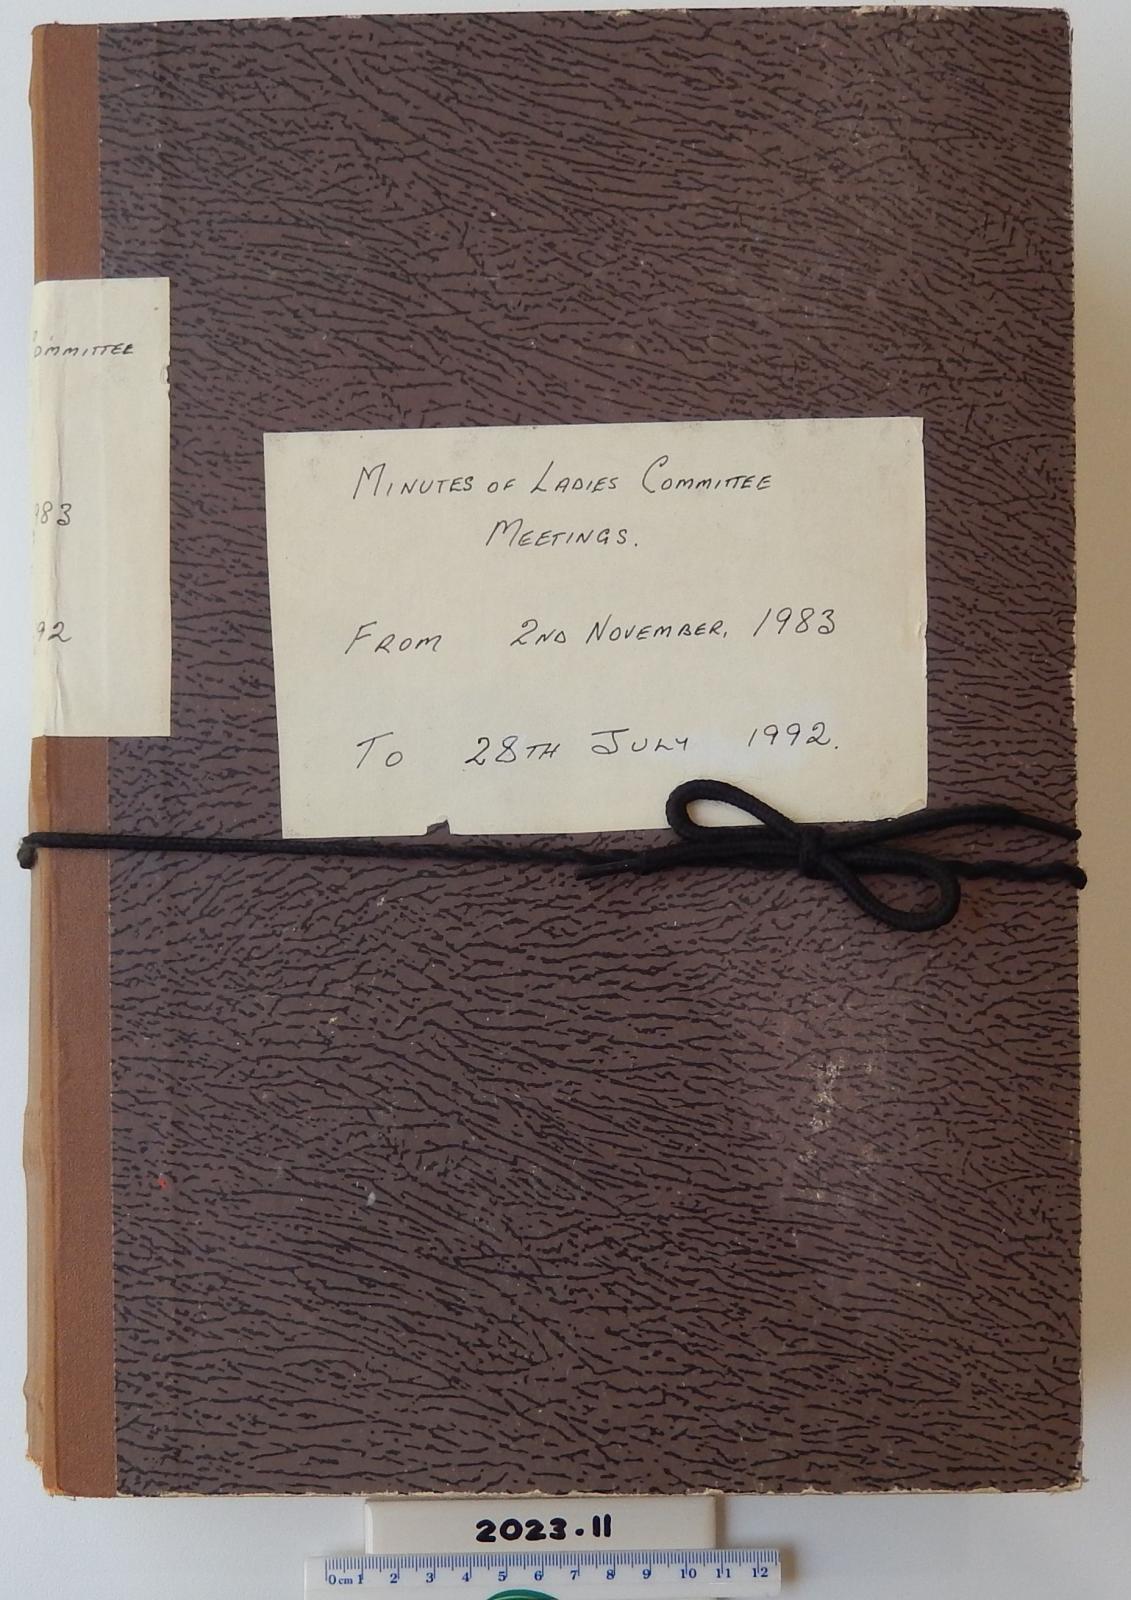 Committee
983
92
Minutes of Ladies Committee
Meetings.
From 2nd November, 1983
To 28th July 1992.
2023.11
0cm 1 2 3 4 5 6 7 8 9 10 11 12